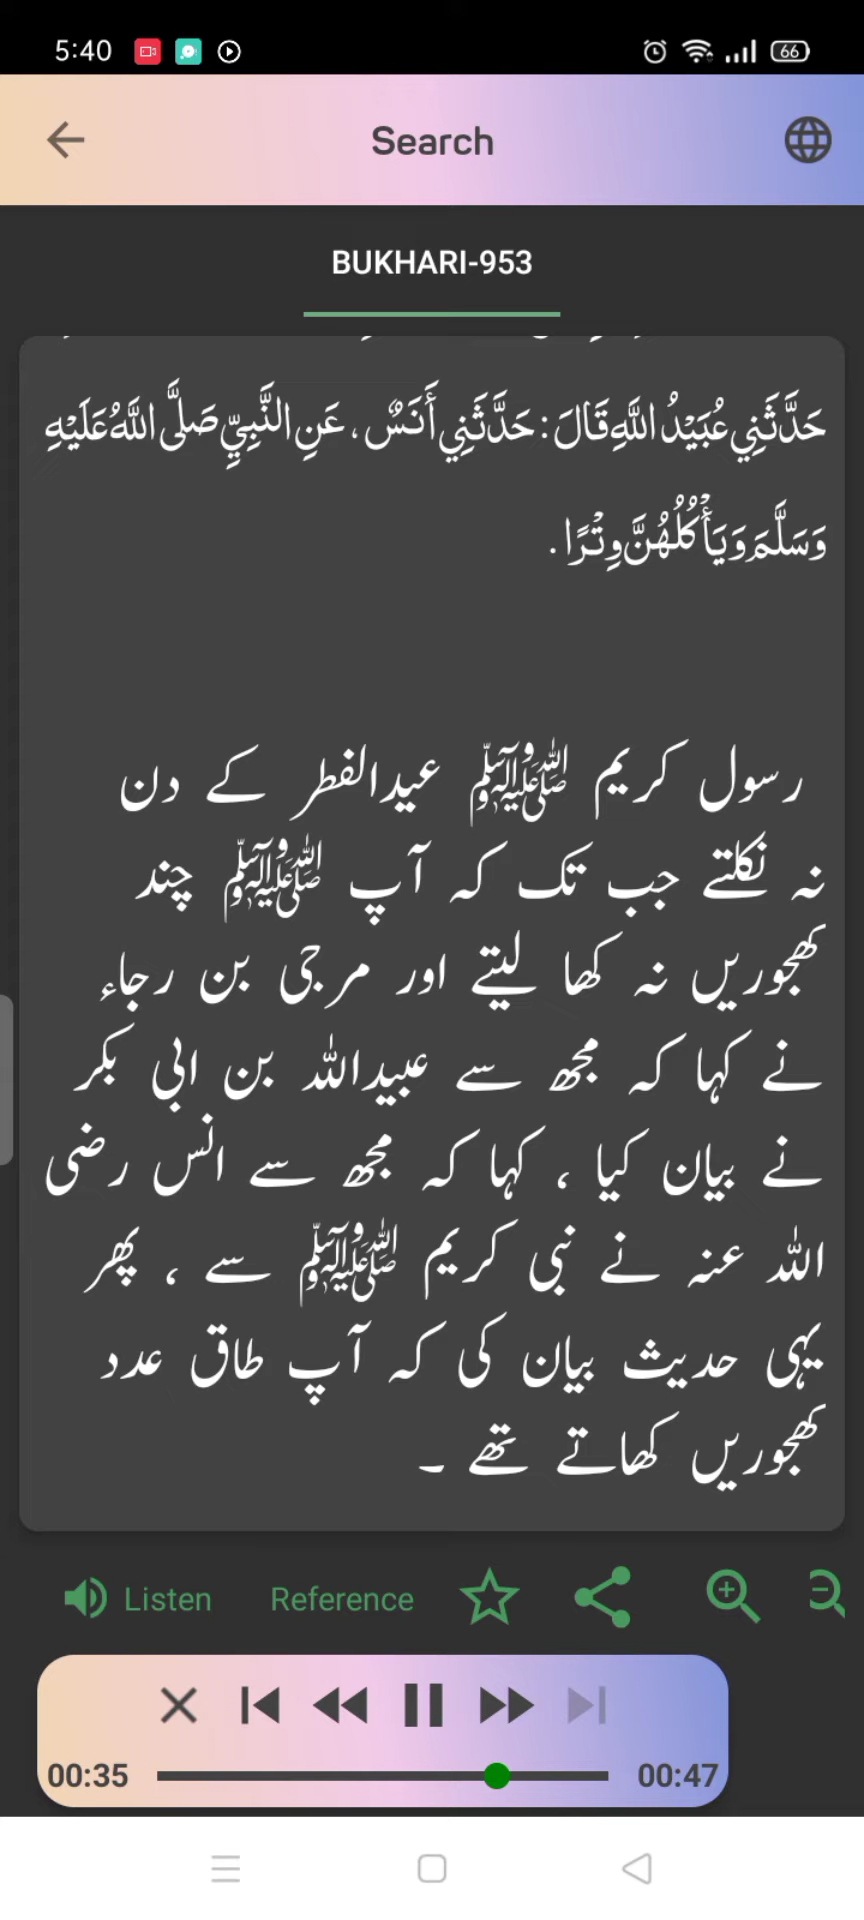 5:40
66
Search
BUKHARI-953
حَدَّثَنِي عُبَيْدُ اللَّهِ قَالَ : حَدَّثَنِي أَنَسٌ ، عَنِ النَّبِيِّ صَلَّى اللَّهُ عَلَيْهِ
وَسَلَّمَ وَيَأْكُلُهُنَّ وِتْرًا .
رسول کریم ﷺ عیدالفطر کے دن
نہ نکلتے جب تک کہ آپ ﷺ چند
کھجوریں نہ کھا لیتے اور مرجی بن رجاء
نے کہا کہ مجھ سے عبیداللہ بن ابی بکر
نے بیان کیا ، کہا کہ مجھ سے انس رضی
اللہ عنہ نے نبی کریم ﷺ سے ، پھر
یہی حدیث بیان کی کہ آپ طاق عدد
کھجوریں کھاتے تھے ۔
Listen Reference
00:35 00:47